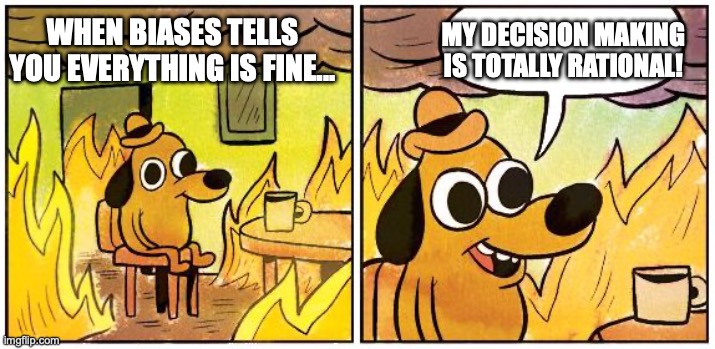 WHEN BIASES TELLS
YOU EVERYTHING IS FINE...
MY DECISION MAKING
IS TOTALLY RATIONAL!
imgflip.com